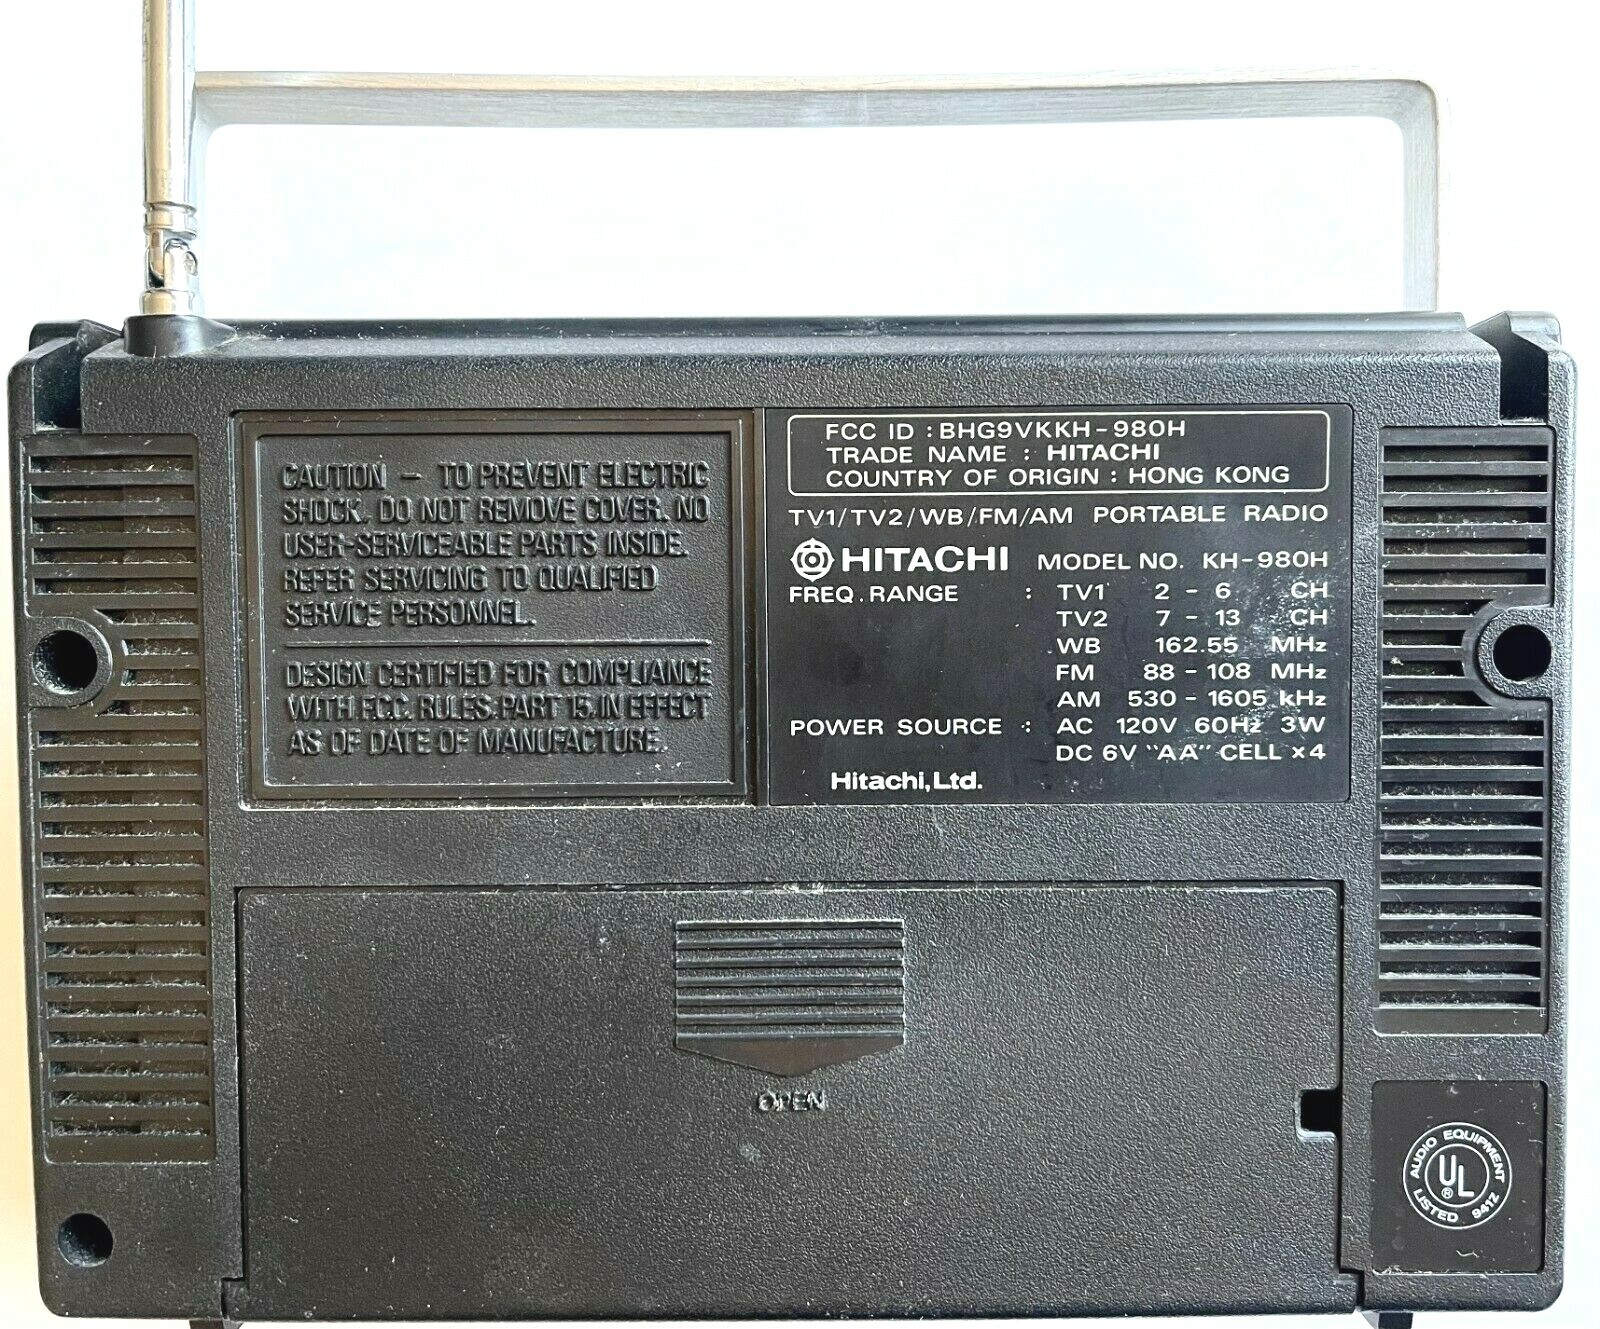 CAUTION – TO PREVENT ELECTRIC
SHOCK. DO NOT REMOVE COVER. NO
USER-SERVICEABLE PARTS INSIDE.
REFER SERVICING TO QUALIFIED
SERVICE PERSONNEL.
DESIGN CERTIFIED FOR COMPLIANCE
WITH F.C.C. RULES. PART 15. IN EFFECT
AS OF DATE OF MANUFACTURE.
FCC ID : BHG9VKKH-980H
TRADE NAME : HITACHI
COUNTRY OF ORIGIN : HONG KONG
TV1/TV2/WB/FM/AM PORTABLE RADIO
HITACHI MODEL NO. KH-980H
FREQ. RANGE : TV1 2 - 6 CH
TV2 7 - 13 CH
WB 162.55 MHz
FM 88 - 108 MHz
AM 530 - 1605 kHz
POWER SOURCE : AC 120V 60Hz 3W
DC 6V "AA" CELL ×4
Hitachi, Ltd.
OPEN
AUDIO EQUIPMENT
UL®
LISTED 941Z